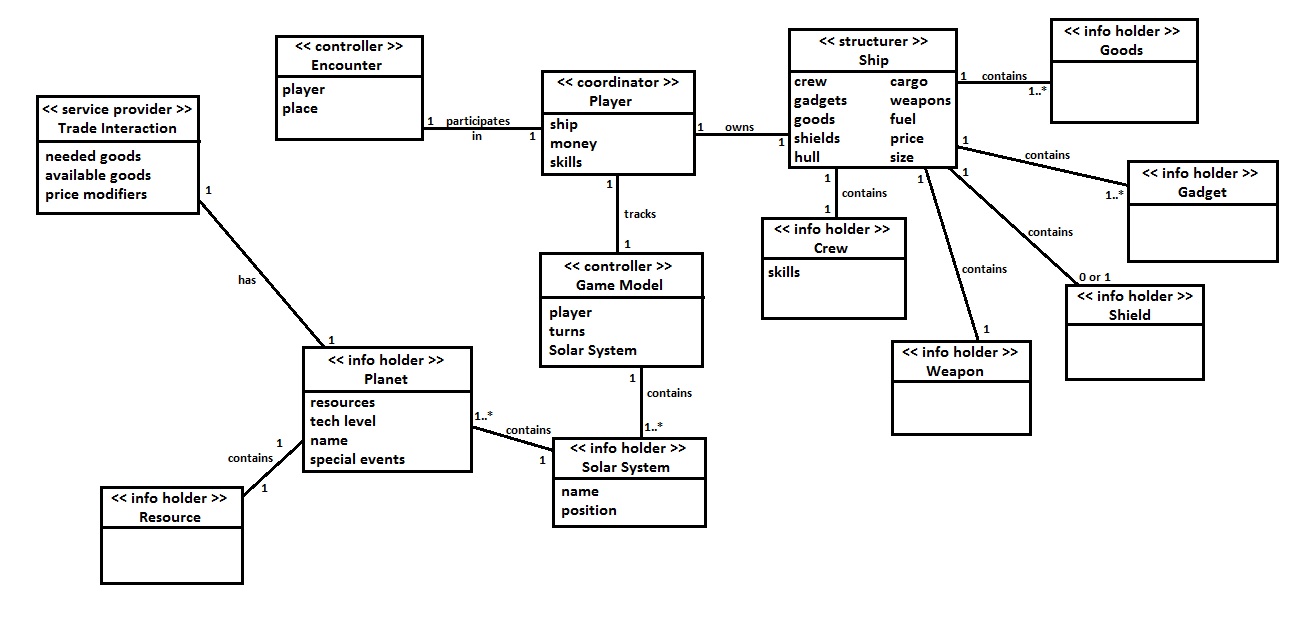 << controller >>
Encounter
player
place
<< service provider >>
Trade Interaction
needed goods
available goods
price modifiers
1
has
1
1
participates
in
1
<< coordinator >>
Player
ship
money
skills
1
owns
1
<< structurer >>
Ship
crew cargo
gadgets weapons
goods fuel
shields price
hull size
1
contains
1..*
<< info holder >>
Goods
1
contains
1..*
<< info holder >>
Gadget
1
contains
0 or 1
<< info holder >>
Shield
1
contains
1
<< info holder >>
Weapon
1
contains
1
<< info holder >>
Crew
skills
1
tracks
1
<< controller >>
Game Model
player
turns
Solar System
1
contains
1..*
<< info holder >>
Solar System
name
position
1..*
contains
1
<< info holder >>
Planet
resources
tech level
name
special events
1
contains
1
<< info holder >>
Resource